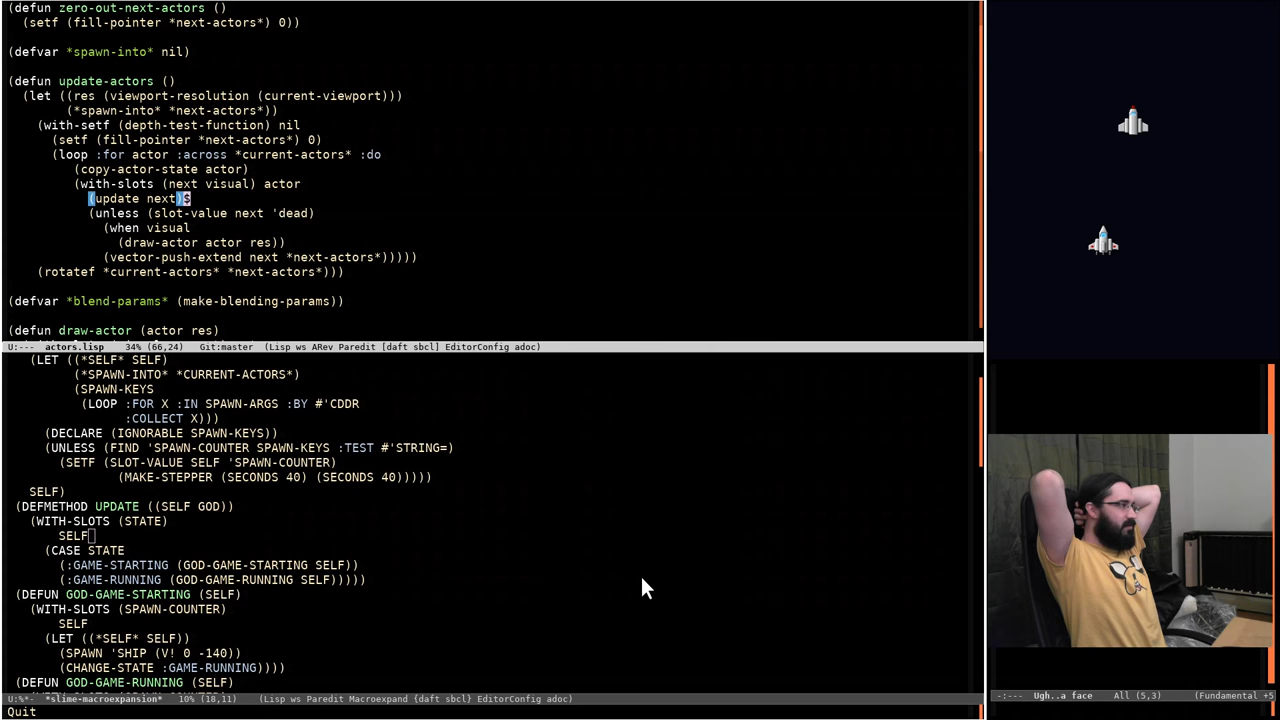 (defun zero-out-next-actors ()
  (setf (fill-pointer *next-actors*) 0))
(defvar *spawn-into* nil)
(defun update-actors ()
  (let ((res (viewport-resolution (current-viewport)))
        (*spawn-into* *next-actors*))
    (with-setf (depth-test-function) nil
      (setf (fill-pointer *next-actors*) 0)
      (loop :for actor :across *current-actors* :do
         (copy-actor-state actor)
         (with-slots (next visual) actor
           (update next)$
           (unless (slot-value next 'dead)
             (when visual
               (draw-actor actor res))
             (vector-push-extend next *next-actors*)))))
    (rotatef *current-actors* *next-actors*)))
(defvar *blend-params* (make-blending-params))
(defun draw-actor (actor res)
U:---  actors.lisp   34% (66,24)   Git:master  (Lisp ws ARev Paredit [daft sbcl] EditorConfig adoc)
   (LET ((*SELF* SELF)
         (*SPAWN-INTO* *CURRENT-ACTORS*)
         (SPAWN-KEYS
          (LOOP :FOR X :IN SPAWN-ARGS :BY #'CDDR
                :COLLECT X)))
     (DECLARE (IGNORABLE SPAWN-KEYS))
     (UNLESS (FIND 'SPAWN-COUNTER SPAWN-KEYS :TEST #'STRING=)
       (SETF (SLOT-VALUE SELF 'SPAWN-COUNTER)
               (MAKE-STEPPER (SECONDS 40) (SECONDS 40)))))
   SELF)
 (DEFMETHOD UPDATE ((SELF GOD))
   (WITH-SLOTS (STATE)
       SELF
     (CASE STATE
       (:GAME-STARTING (GOD-GAME-STARTING SELF))
       (:GAME-RUNNING (GOD-GAME-RUNNING SELF)))))
 (DEFUN GOD-GAME-STARTING (SELF)
   (WITH-SLOTS (SPAWN-COUNTER)
       SELF
     (LET ((*SELF* SELF))
       (SPAWN 'SHIP (V! 0 -140))
       (CHANGE-STATE :GAME-RUNNING))))
 (DEFUN GOD-GAME-RUNNING (SELF)
U:%*-  *slime-macroexpansion*   10% (18,11)    (Lisp ws Paredit Macroexpand {daft sbcl} EditorConfig adoc)
-:---  Ugh..a face    All (5,3)    (Fundamental +5
Quit